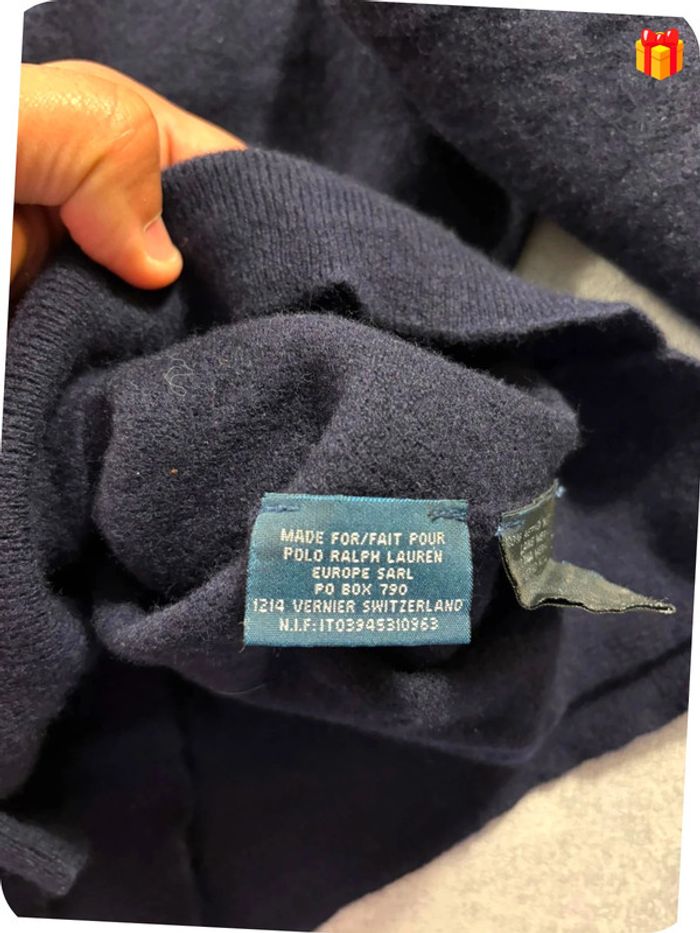 MADE FOR/FAIT POUR
POLO RALPH LAUREN
EUROPE SARL
PO BOX 790
1214 VERNIER SWITZERLAND
N.I.F:IT03945310963